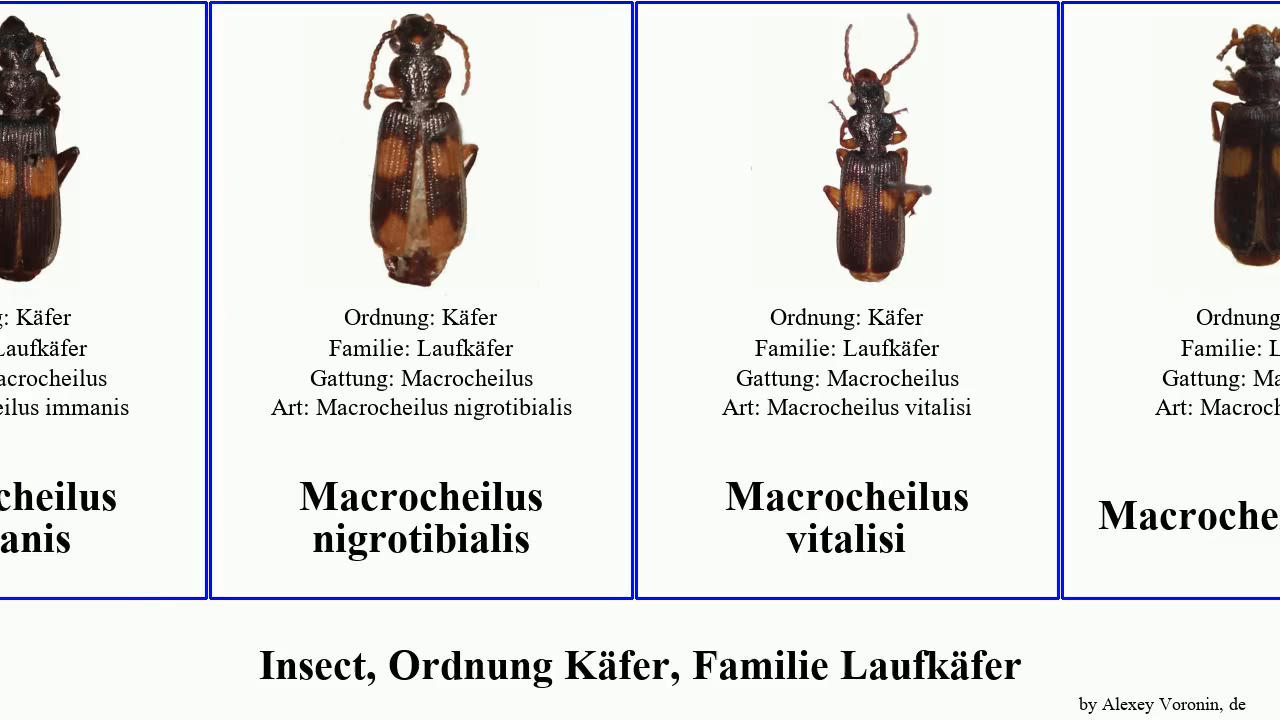 g: Käfer
Laufkäfer
acrocheilus
eilus immanis
cheilus
anis
Ordnung: Käfer
Familie: Laufkäfer
Gattung: Macrocheilus
Art: Macrocheilus nigrotibialis
Macrocheilus
nigrotibialis
Ordnung: Käfer
Familie: Laufkäfer
Gattung: Macrocheilus
Art: Macrocheilus vitalisi
Macrocheilus
vitalisi
Ordnung
Familie: L
Gattung: Ma
Art: Macroch
Macroche
Insect, Ordnung Käfer, Familie Laufkäfer
by Alexey Voronin, de